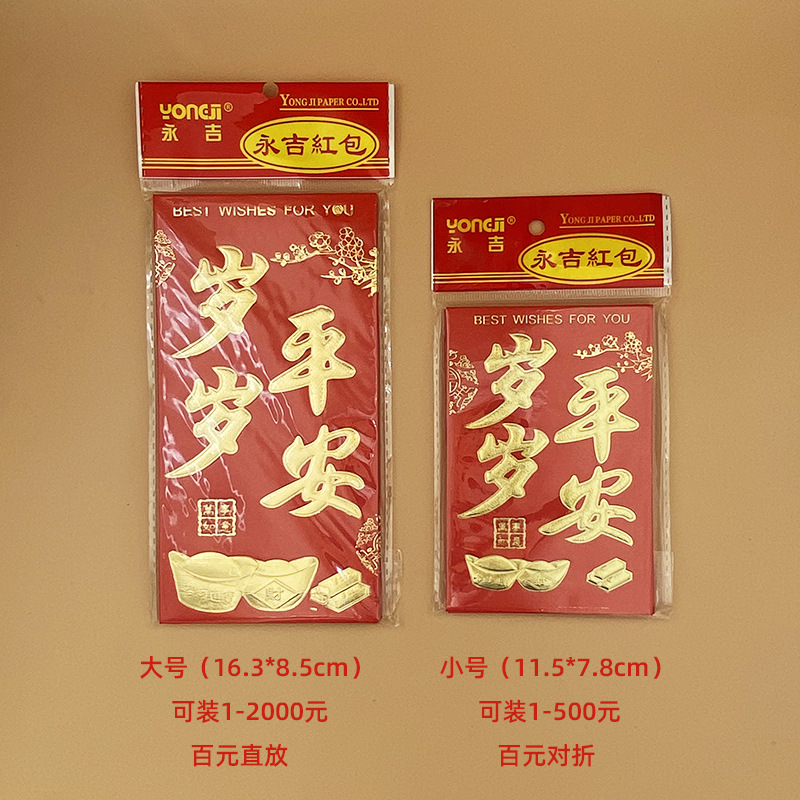 YONGJI®
永吉
YONG JI PAPER CO.,LTD
永吉紅包
BEST WISHES FOR YOU
岁岁
平安
財
YONGJI®
永吉
YONG JI PAPER CO.,LTD
永吉紅包
BEST WISHES FOR YOU
岁岁
平安
大号（16.3*8.5cm）
可装1-2000元
百元直放
小号（11.5*7.8cm）
可装1-500元
百元对折